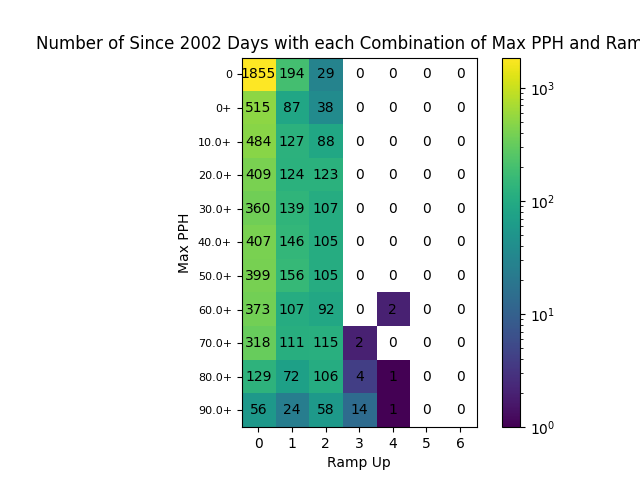 Number of Since 2002 Days with each Combination of Max PPH and Ram
0 1855 194 29 0 0 0 0
0+ 515 87 38 0 0 0 0
10.0+ 484 127 88 0 0 0 0
20.0+ 409 124 123 0 0 0 0
30.0+ 360 139 107 0 0 0 0
40.0+ 407 146 105 0 0 0 0
50.0+ 399 156 105 0 0 0 0
60.0+ 373 107 92 0 2 0 0
70.0+ 318 111 115 2 0 0 0
80.0+ 129 72 106 4 1 0 0
90.0+ 56 24 58 14 1 0 0
0 1 2 3 4 5 6
Ramp Up
Max PPH
10³
10²
10¹
10⁰